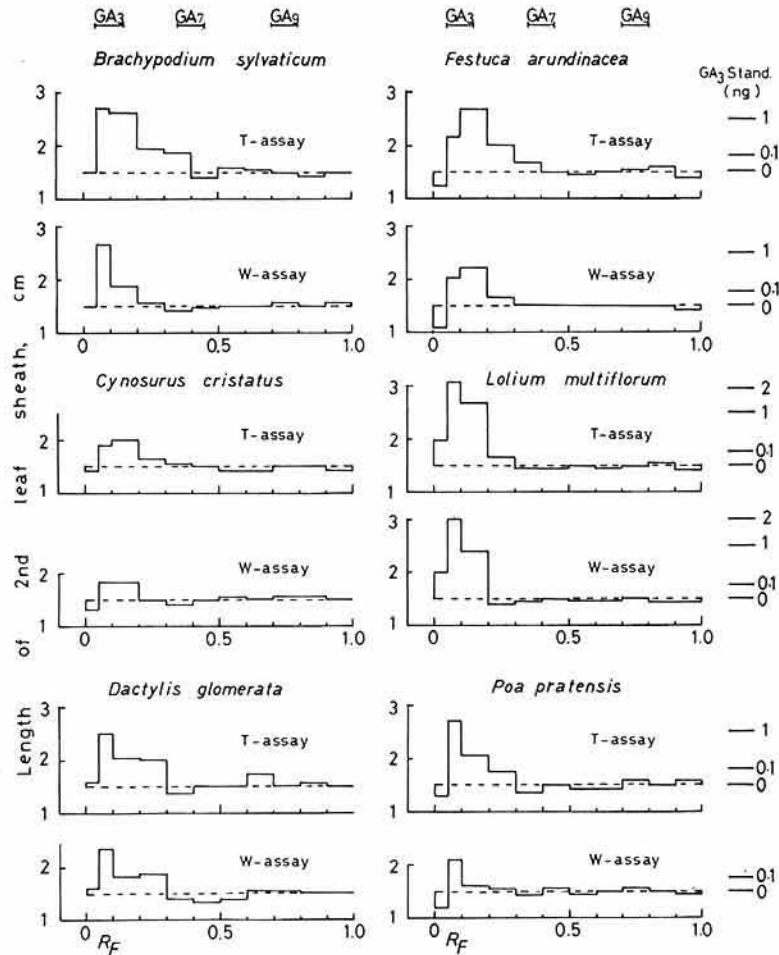 GA3 GA7 GA9 GA3 GA7 GA9
Brachypodium sylvaticum
Festuca arundinacea
GA3 Stand.
(ng)
3
2
1
T-assay
3
2
1
T-assay
1
0.1
0
3
2
1
W-assay
0 0.5 1.0
3
2
1
W-assay
0 0.5 1.0
1
0.1
0
Cynosurus cristatus
Lolium multiflorum
2
1
T-assay
3
2
1
T-assay
2
1
0.1
0
2
1
W-assay
0 0.5 1.0
3
2
1
W-assay
0 0.5 1.0
2
1
0.1
0
Dactylis glomerata
Poa pratensis
3
2
1
T-assay
3
2
1
T-assay
1
0.1
0
2
1
W-assay
0 RF 0.5 1.0
2
1
W-assay
0 RF 0.5 1.0
0.1
0
Length of 2nd leaf sheath, cm